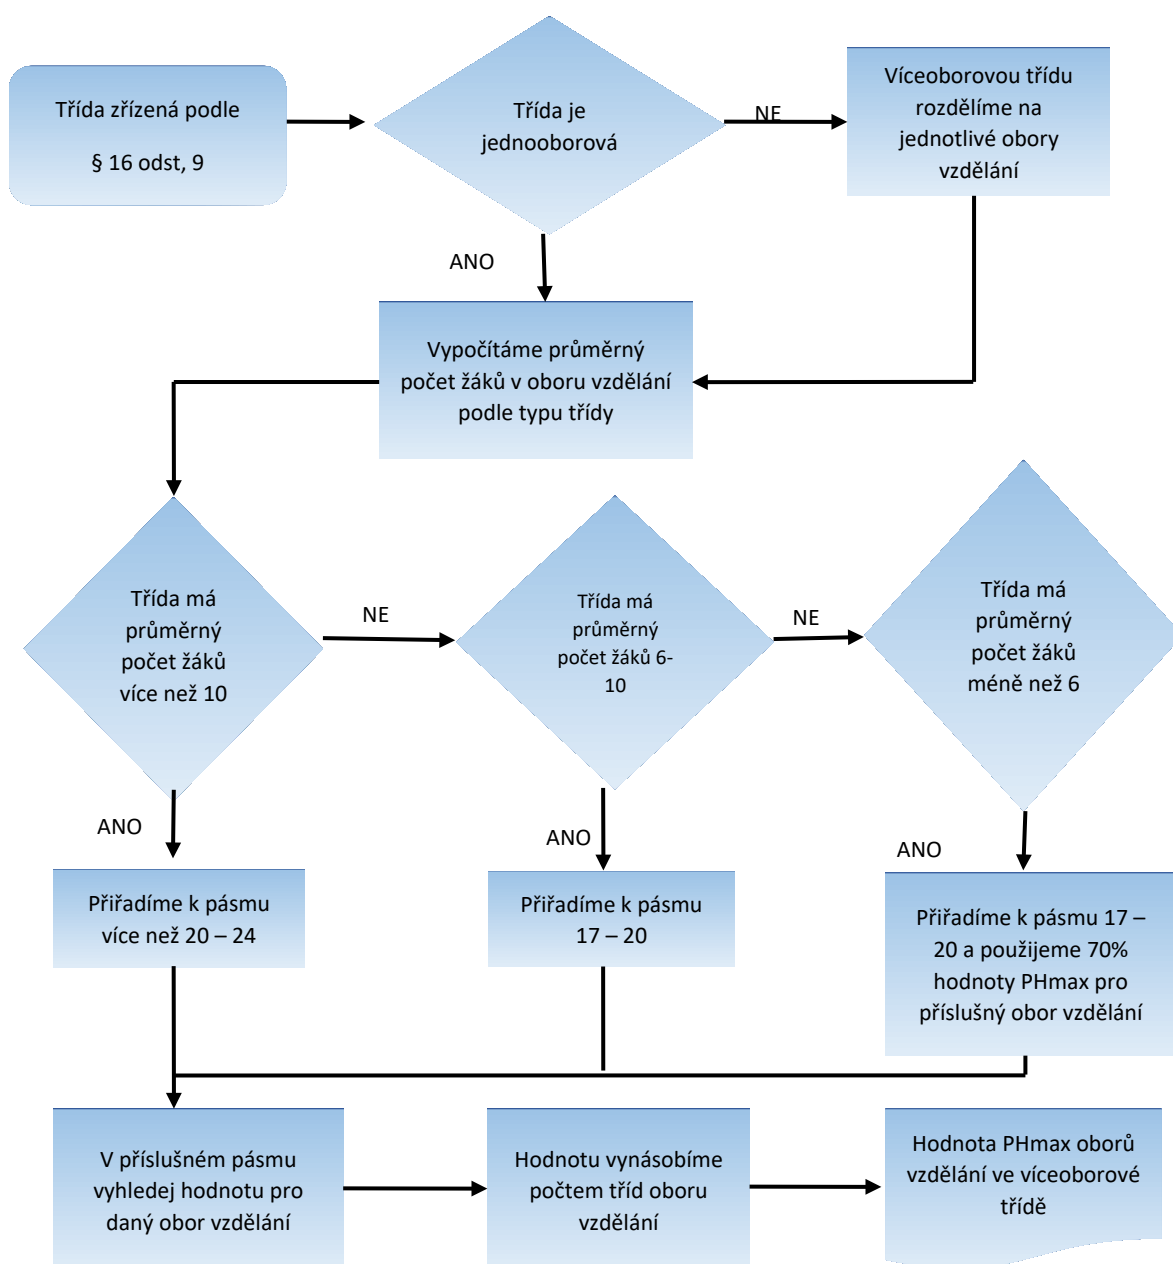 Třída zřízená podle
§ 16 odst, 9
Třída je
jednooborová
NE
Víceoborovou třídu
rozdělíme na
jednotlivé obory
vzdělání
ANO
Vypočítáme průměrný
počet žáků v oboru vzdělání
podle typu třídy
Třída má
průměrný
počet žáků
více než 10
NE
Třída má
průměrný
počet žáků 6-
10
NE
Třída má
průměrný
počet žáků
méně než 6
ANO
ANO
ANO
Přiřadíme k pásmu
více než 20 – 24
Přiřadíme k pásmu
17 – 20
Přiřadíme k pásmu 17 –
20 a použijeme 70%
hodnoty PHmax pro
příslušný obor vzdělání
V příslušném pásmu
vyhledej hodnotu pro
daný obor vzdělání
Hodnotu vynásobíme
počtem tříd oboru
vzdělání
Hodnota PHmax oborů
vzdělání ve víceoborové
třídě